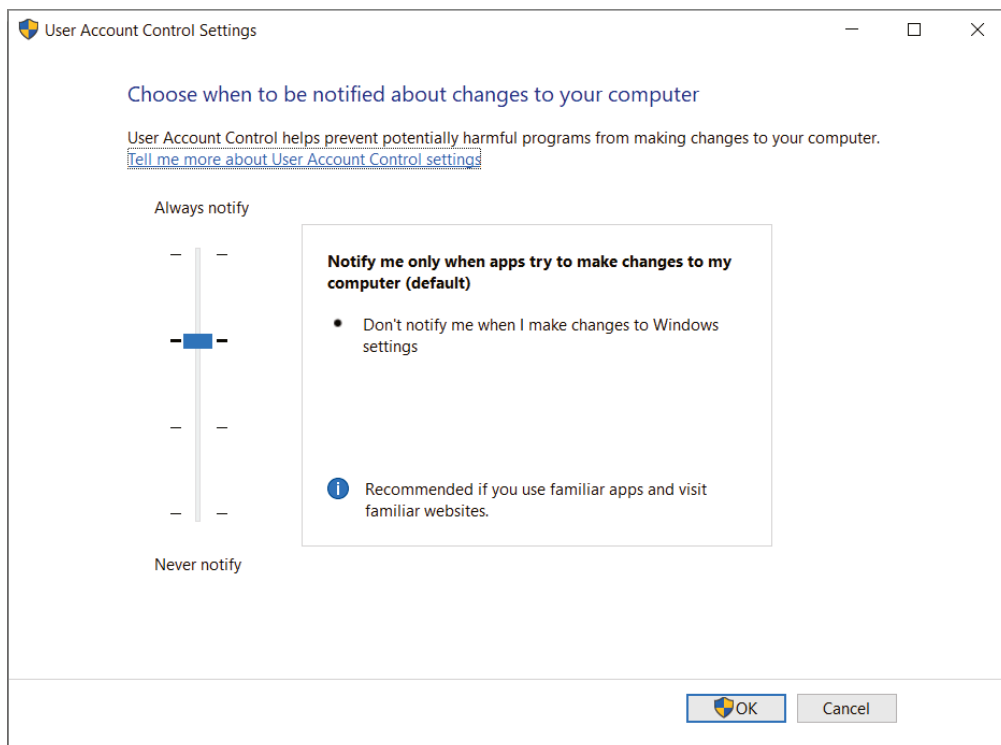 User Account Control Settings
Choose when to be notified about changes to your computer
User Account Control helps prevent potentially harmful programs from making changes to your computer.
Tell me more about User Account Control settings
Always notify
Notify me only when apps try to make changes to my
computer (default)
Don't notify me when I make changes to Windows
settings
Recommended if you use familiar apps and visit
familiar websites.
Never notify
OK
Cancel